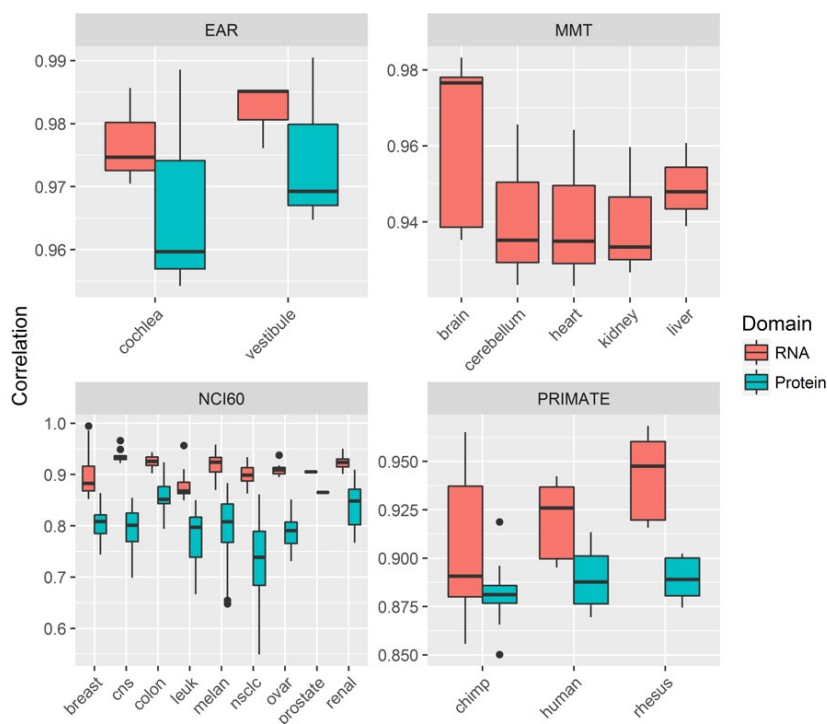 EAR
MMT
0.99
0.98
0.97
0.96
0.98
0.96
0.94
cochlea
vestibule
brain
cerebellum
heart
kidney
liver
Correlation
Domain
RNA
Protein
NCI60
PRIMATE
1.0
0.9
0.8
0.7
0.6
0.950
0.925
0.900
0.875
0.850
breast
cns
colon
leuk
melan
nsclc
ovar
prostate
renal
chimp
human
rhesus